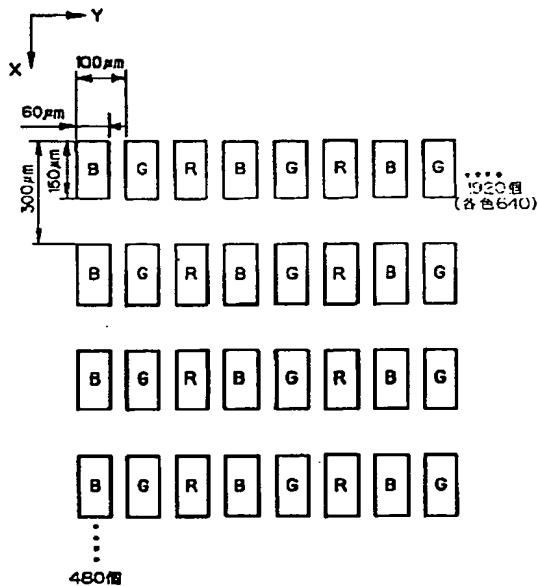 Y
X
100μm
60μm
300μm
150μm
B G R B G R B G
1920個
(各色640)
B G R B G R B G
B G R B G R B G
B G R B G R B G
480個